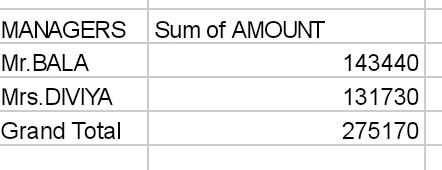 MANAGERS Sum of AMOUNT
Mr.BALA 143440
Mrs.DIVIYA 131730
Grand Total 275170